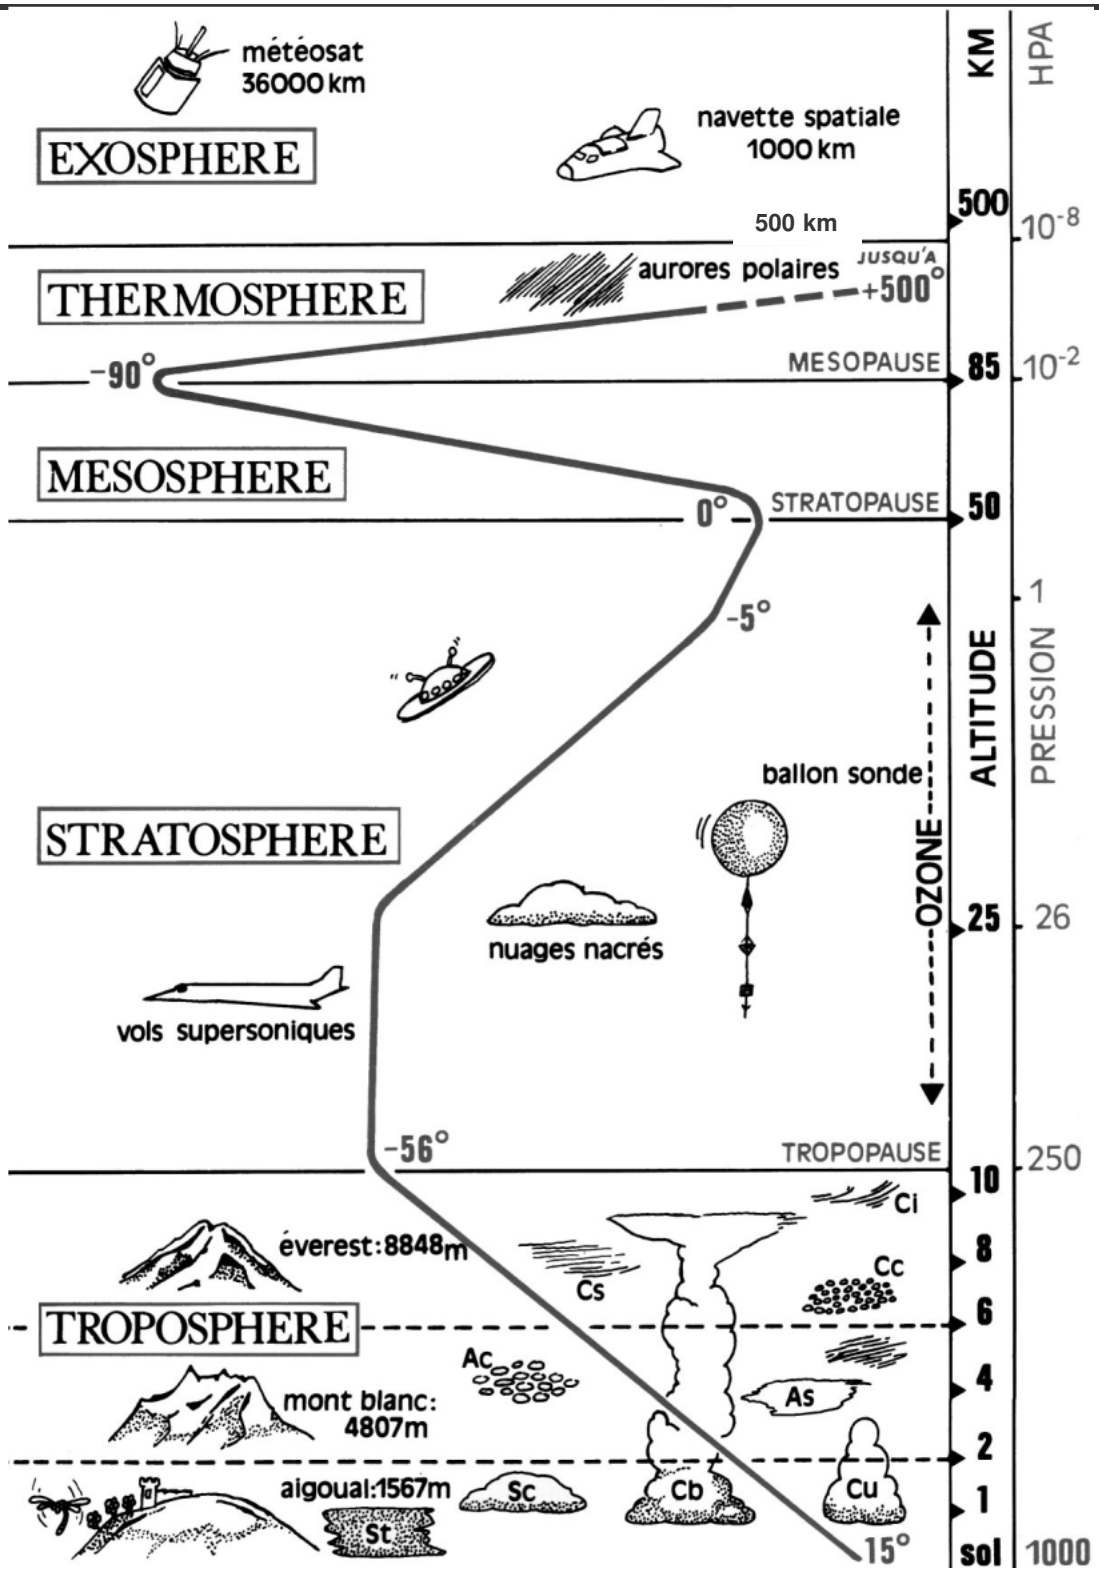 météosat
36000 km
KM
HPA
navette spatiale
1000 km
EXOSPHERE
500
500 km
10-8
JUSQU'A
aurores polaires
+500°
THERMOSPHERE
MESOPAUSE
-90°
85
10-2
MESOSPHERE
STRATOPAUSE
0°
50
1
-5°
ALTITUDE
PRESSION
ballon sonde
STRATOSPHERE
OZONE
25
26
nuages nacrés
vols supersoniques
-56°
TROPOPAUSE
250
10
Ci
éverest: 8848m
8
Cs
Cc
6
TROPOSPHERE
Ac
4
As
mont blanc:
4807m
2
aigoual:1567m
Sc
Cb
Cu
1
St
15°
sol
1000